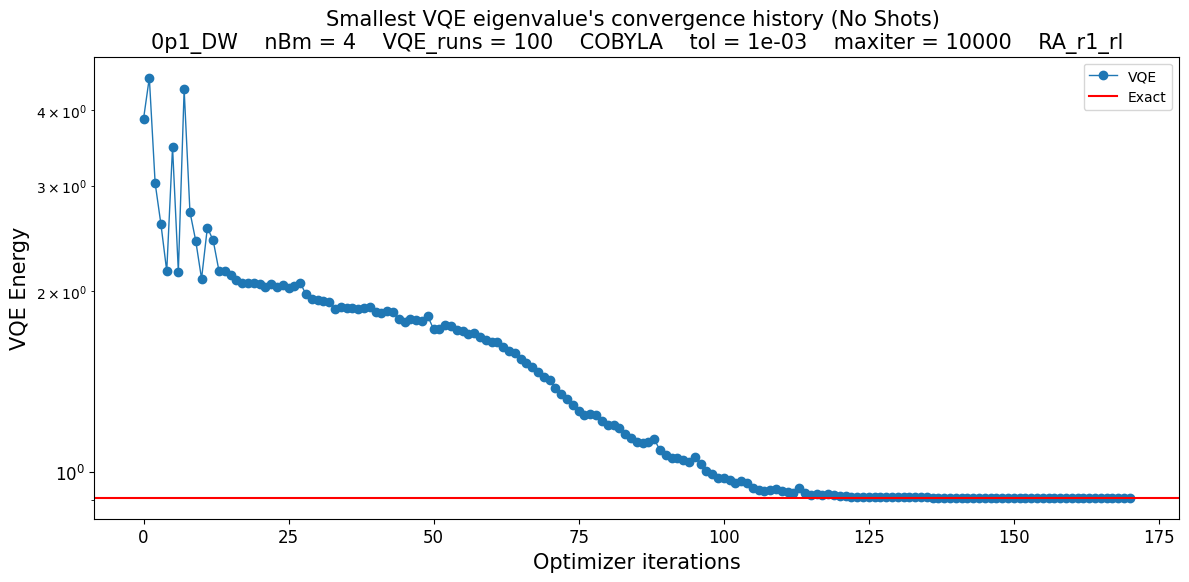 Smallest VQE eigenvalue's convergence history (No Shots)
0p1_DW nBm = 4 VQE_runs = 100 COBYLA tol = 1e-03 maxiter = 10000 RA_r1_rl
VQE
Exact
4 × 10⁰
3 × 10⁰
2 × 10⁰
10⁰
VQE Energy
0 25 50 75 100 125 150 175
Optimizer iterations